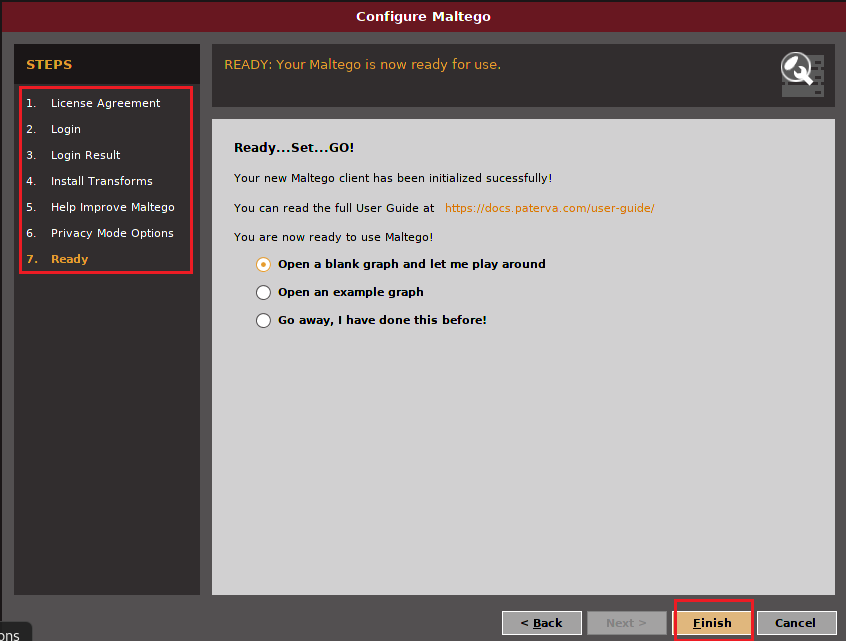 Configure Maltego
STEPS
1. License Agreement
2. Login
3. Login Result
4. Install Transforms
5. Help Improve Maltego
6. Privacy Mode Options
7. Ready
READY: Your Maltego is now ready for use.
Ready...Set...GO!
Your new Maltego client has been initialized sucessfully!
You can read the full User Guide at https://docs.paterva.com/user-guide/
You are now ready to use Maltego!
Open a blank graph and let me play around
Open an example graph
Go away, I have done this before!
< Back Next > Finish Cancel
ons